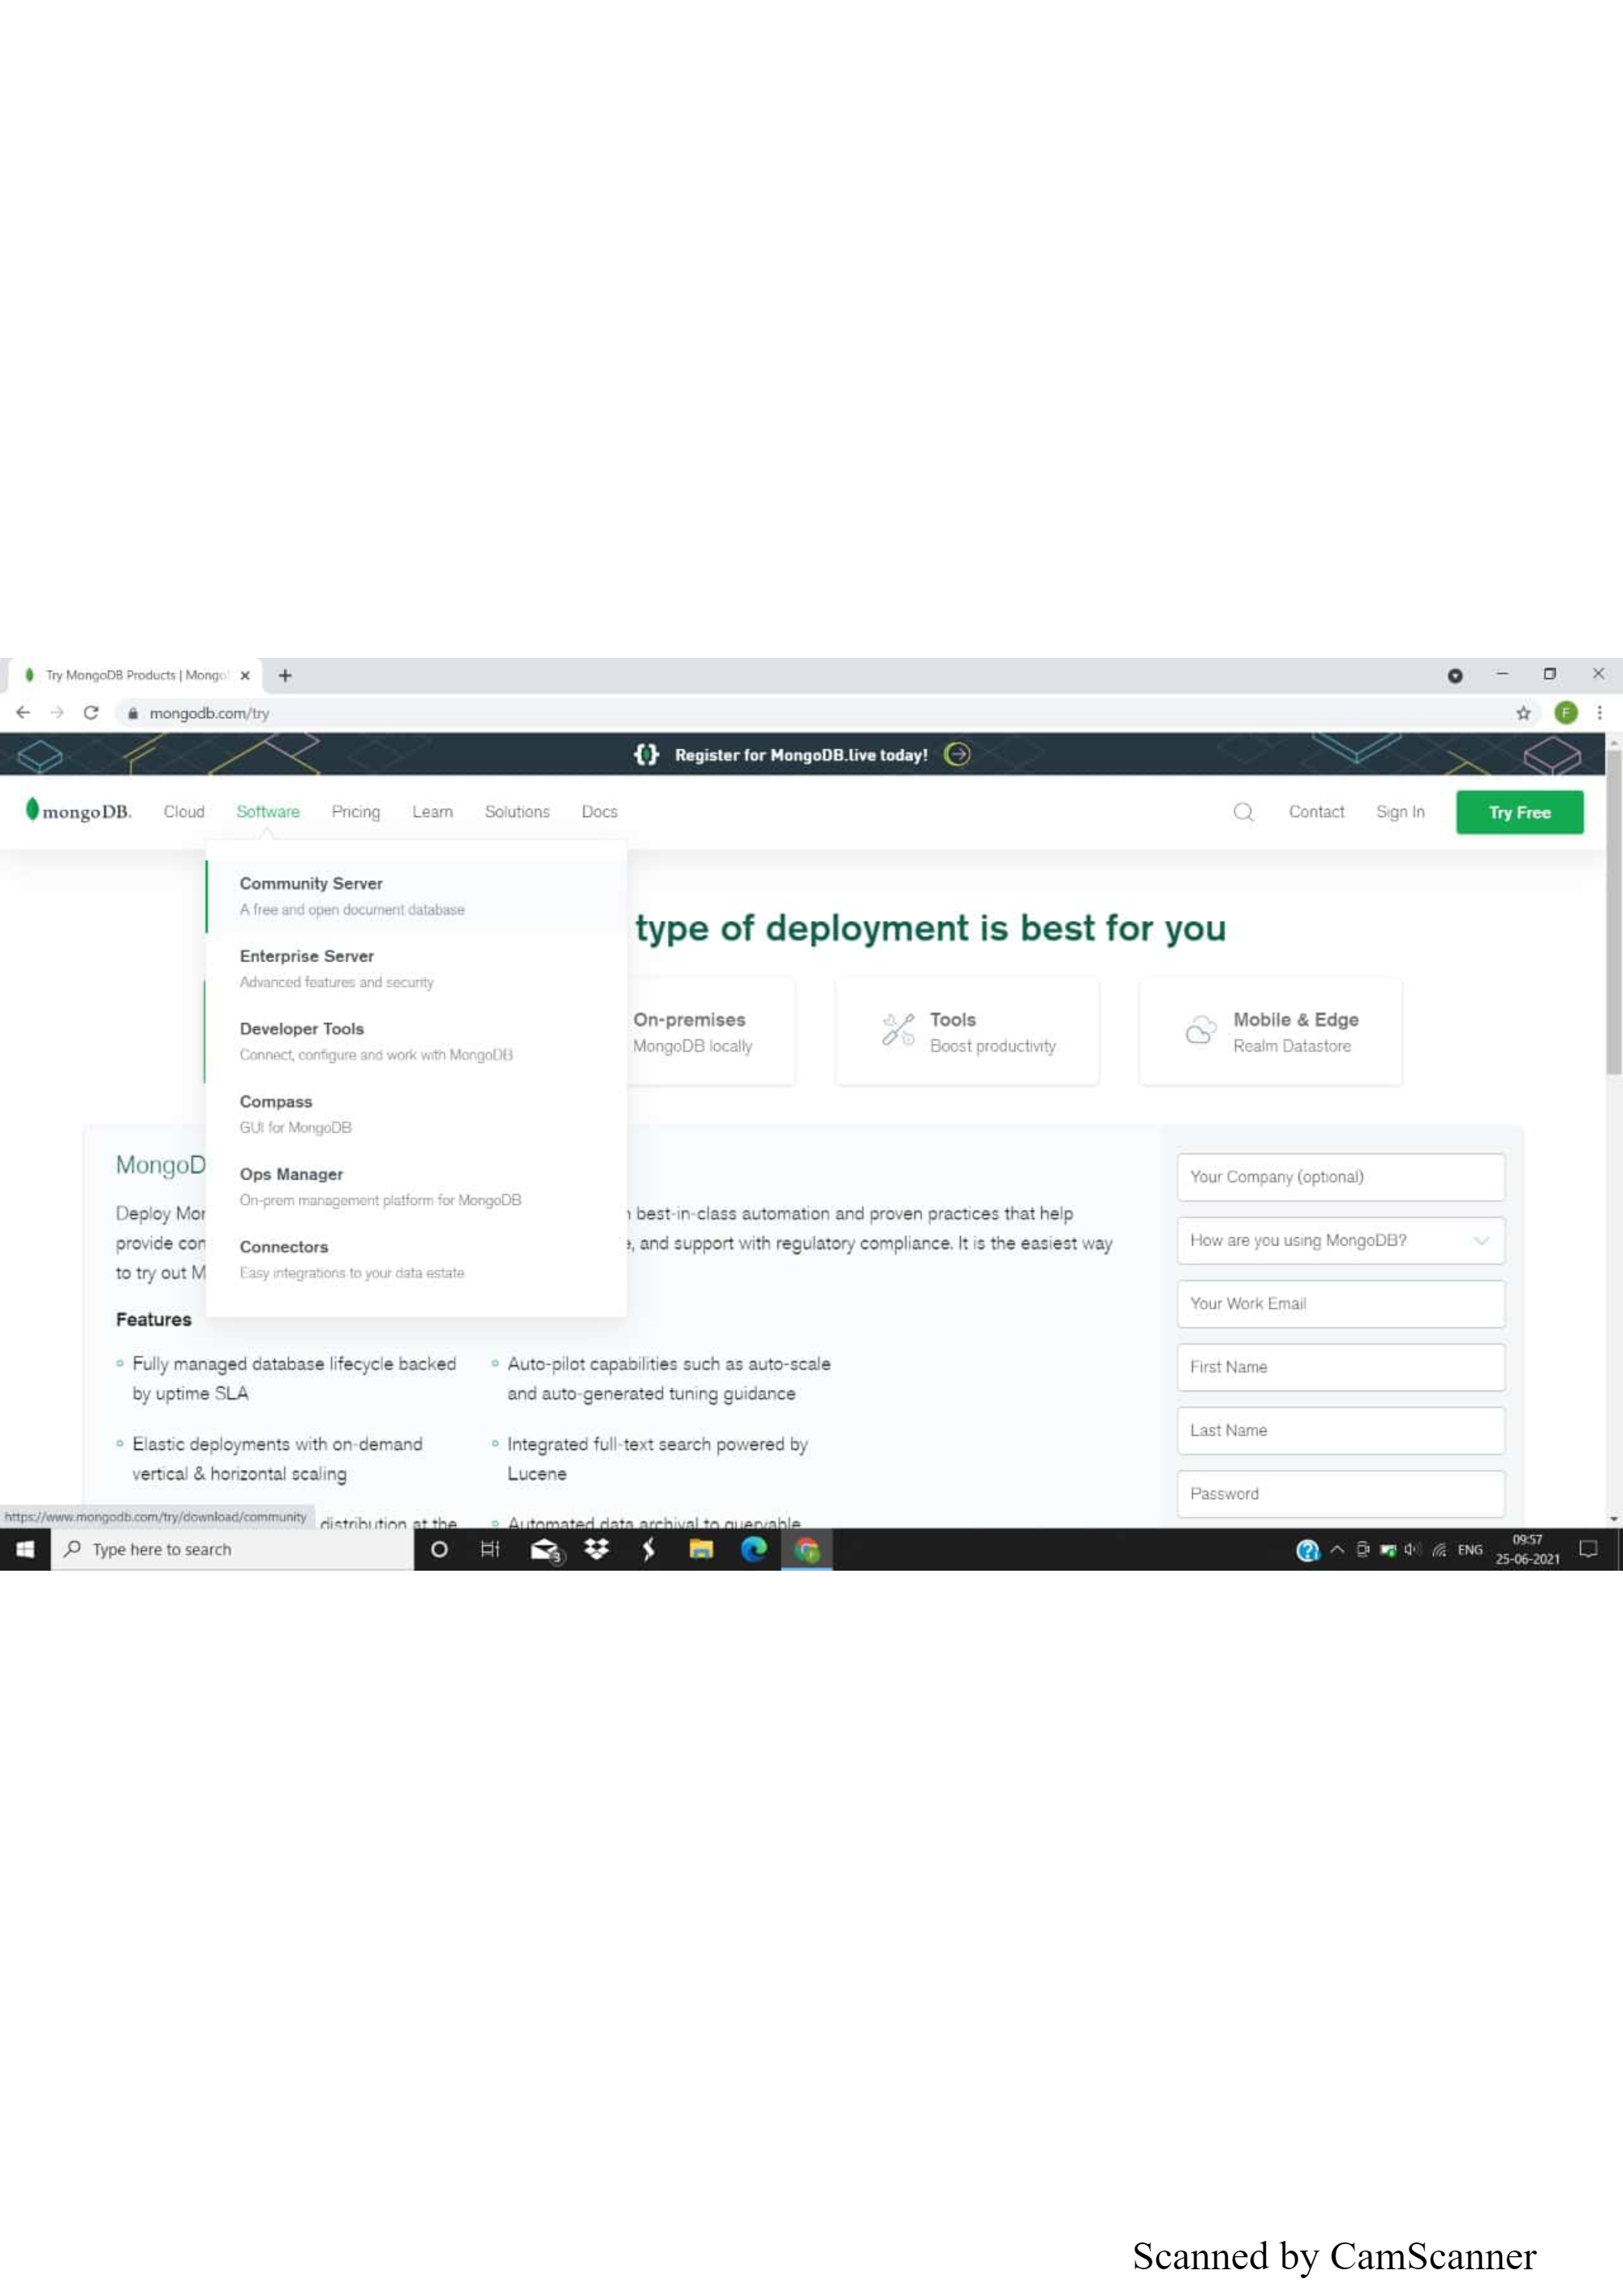 Try MongoDB Products | Mongo
mongodb.com/try
F
Register for MongoDB.live today!
mongoDB.
Cloud
Software
Pricing
Learn
Solutions
Docs
Contact
Sign In
Try Free
Community Server
A free and open document database
Enterprise Server
Advanced features and security
Developer Tools
Connect, configure and work with MongoDB
Compass
GUI for MongoDB
Ops Manager
On-prem management platform for MongoDB
Connectors
Easy integrations to your data estate
type of deployment is best for you
On-premises
MongoDB locally
Tools
Boost productivity
Mobile & Edge
Realm Datastore
MongoD
Deploy Mon
best-in-class automation and proven practices that help
provide con
, and support with regulatory compliance. It is the easiest way
to try out M
Features
Fully managed database lifecycle backed
by uptime SLA
Elastic deployments with on-demand
vertical & horizontal scaling
distribution at the
Auto-pilot capabilities such as auto-scale
and auto-generated tuning guidance
Integrated full-text search powered by
Lucene
Automated data archival to queryable
Your Company (optional)
How are you using MongoDB?
Your Work Email
First Name
Last Name
Password
https://www.mongodb.com/try/download/community
Type here to search
3
ENG
09:57
25-06-2021
Scanned by CamScanner